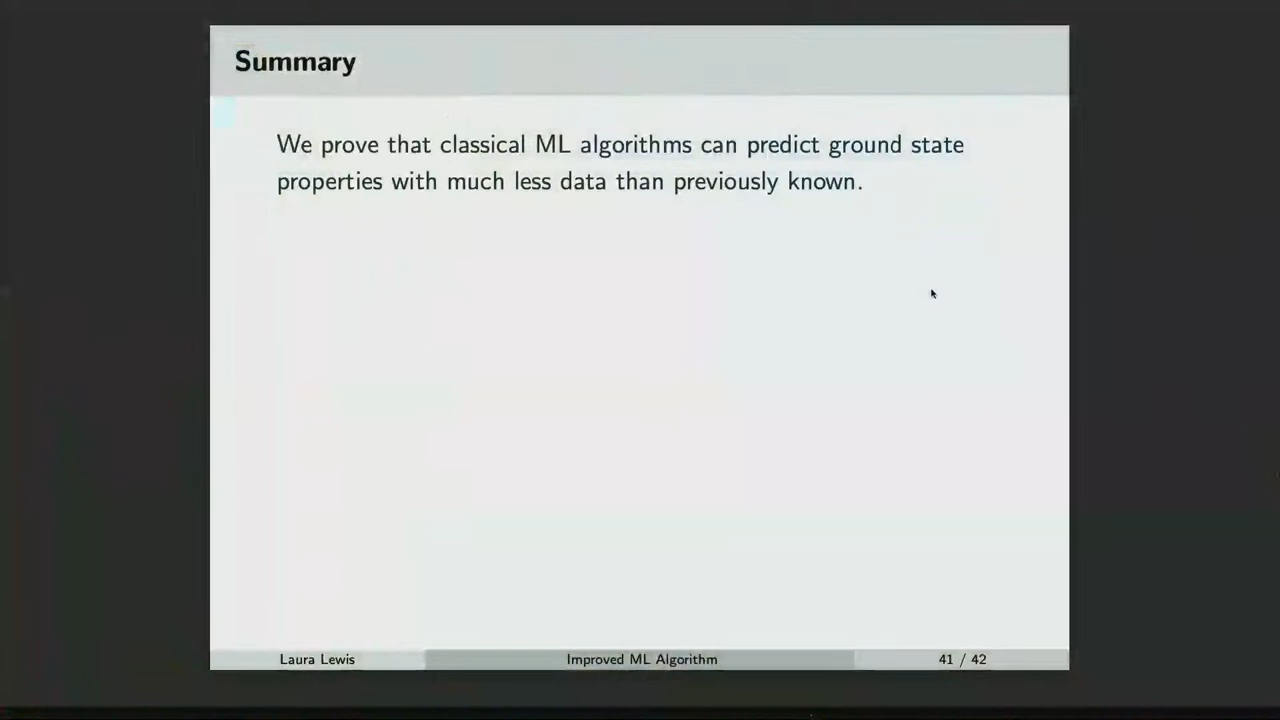 Summary
We prove that classical ML algorithms can predict ground state
properties with much less data than previously known.
Laura Lewis
Improved ML Algorithm
41 / 42